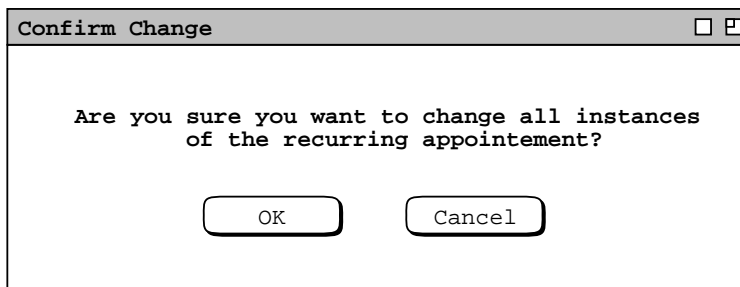 Confirm Change
Are you sure you want to change all instances
of the recurring appointement?
OK
Cancel